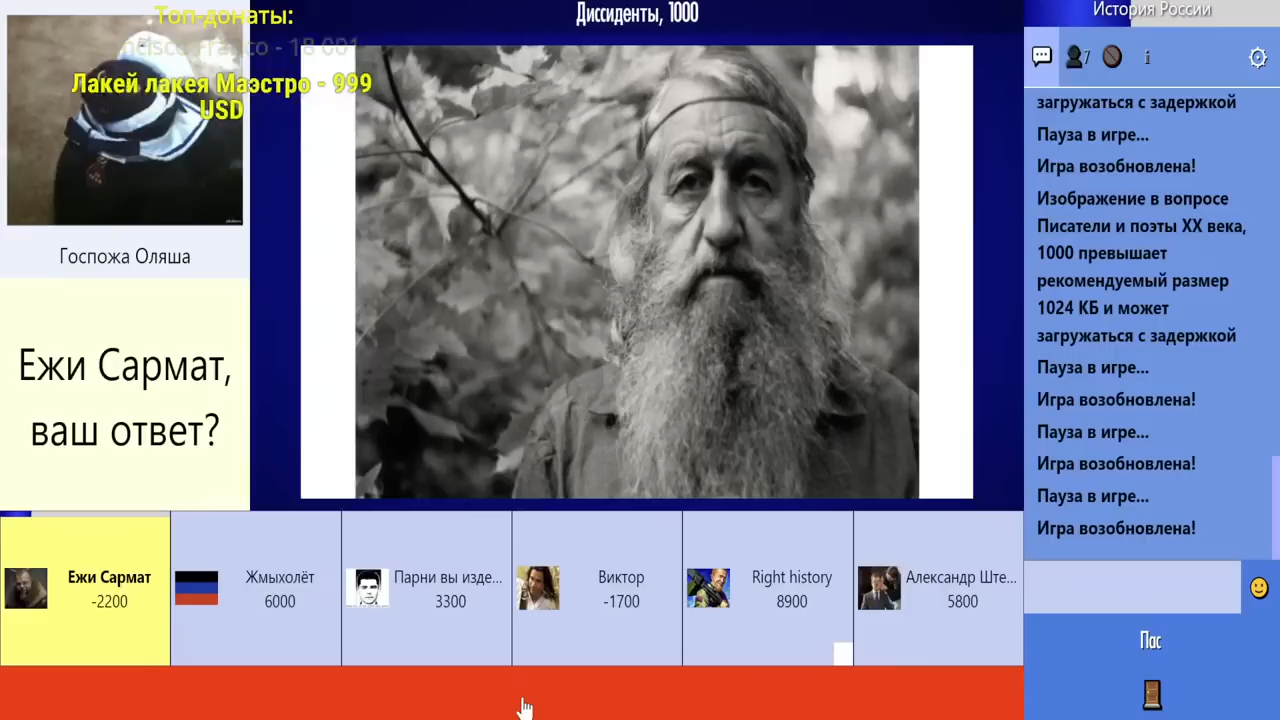 Топ-донаты:
Лакей лакея Маэстро - 999
USD
Госпожа Оляша
Ежи Сармат,
ваш ответ?
Диссиденты, 1000
История России
7
i
загружаться с задержкой
Пауза в игре...
Игра возобновлена!
Изображение в вопросе
Писатели и поэты XX века,
1000 превышает
рекомендуемый размер
1024 КБ и может
загружаться с задержкой
Пауза в игре...
Игра возобновлена!
Пауза в игре...
Игра возобновлена!
Пауза в игре...
Игра возобновлена!
Пас
Ежи Сармат
-2200
Жмыхолёт
6000
Парни вы изде...
3300
Виктор
-1700
Right history
8900
Александр Ште...
5800